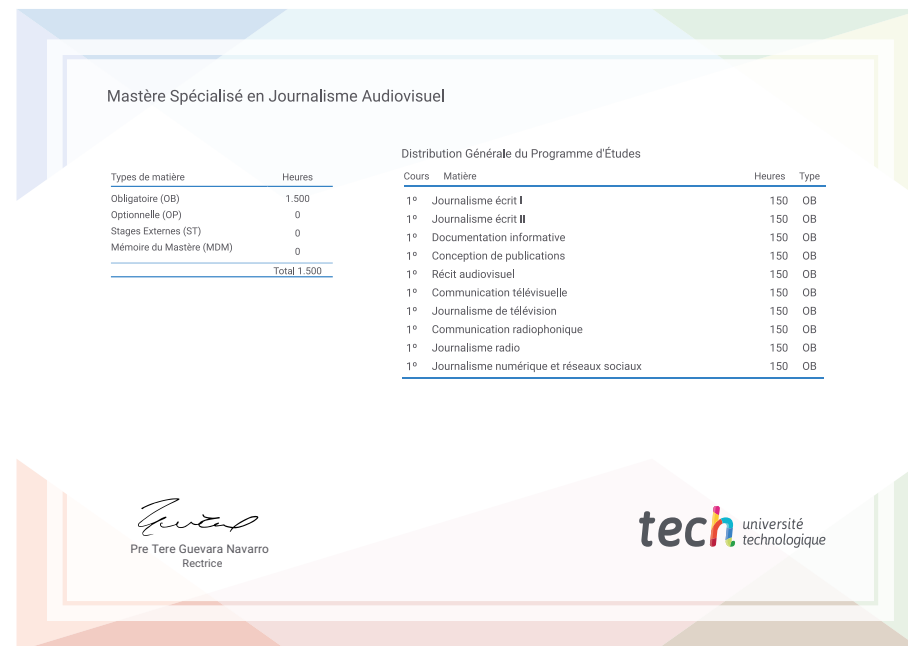 Mastère Spécialisé en Journalisme Audiovisuel
Types de matière Heures
Obligatoire (OB) 1.500
Optionnelle (OP) 0
Stages Externes (ST) 0
Mémoire du Mastère (MDM) 0
Total 1.500
Distribution Générale du Programme d'Études
Cours Matière Heures Type
1º Journalisme écrit I 150 OB
1º Journalisme écrit II 150 OB
1º Documentation informative 150 OB
1º Conception de publications 150 OB
1º Récit audiovisuel 150 OB
1º Communication télévisuelle 150 OB
1º Journalisme de télévision 150 OB
1º Communication radiophonique 150 OB
1º Journalisme radio 150 OB
1º Journalisme numérique et réseaux sociaux 150 OB
Pre Tere Guevara Navarro
Rectrice
tech université
technologique